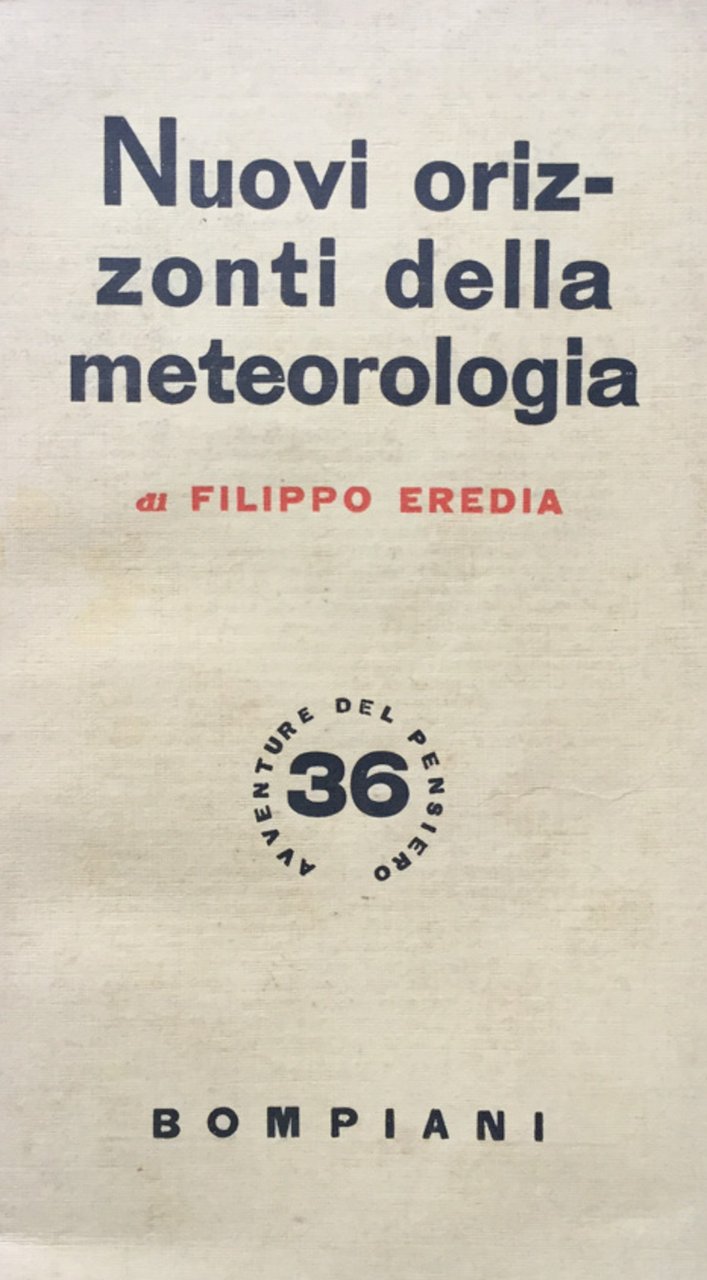 Nuovi oriz-
zonti della
meteorologia
di FILIPPO EREDIA
AVVENTURE DEL PENSIERO
36
BOMPIANI